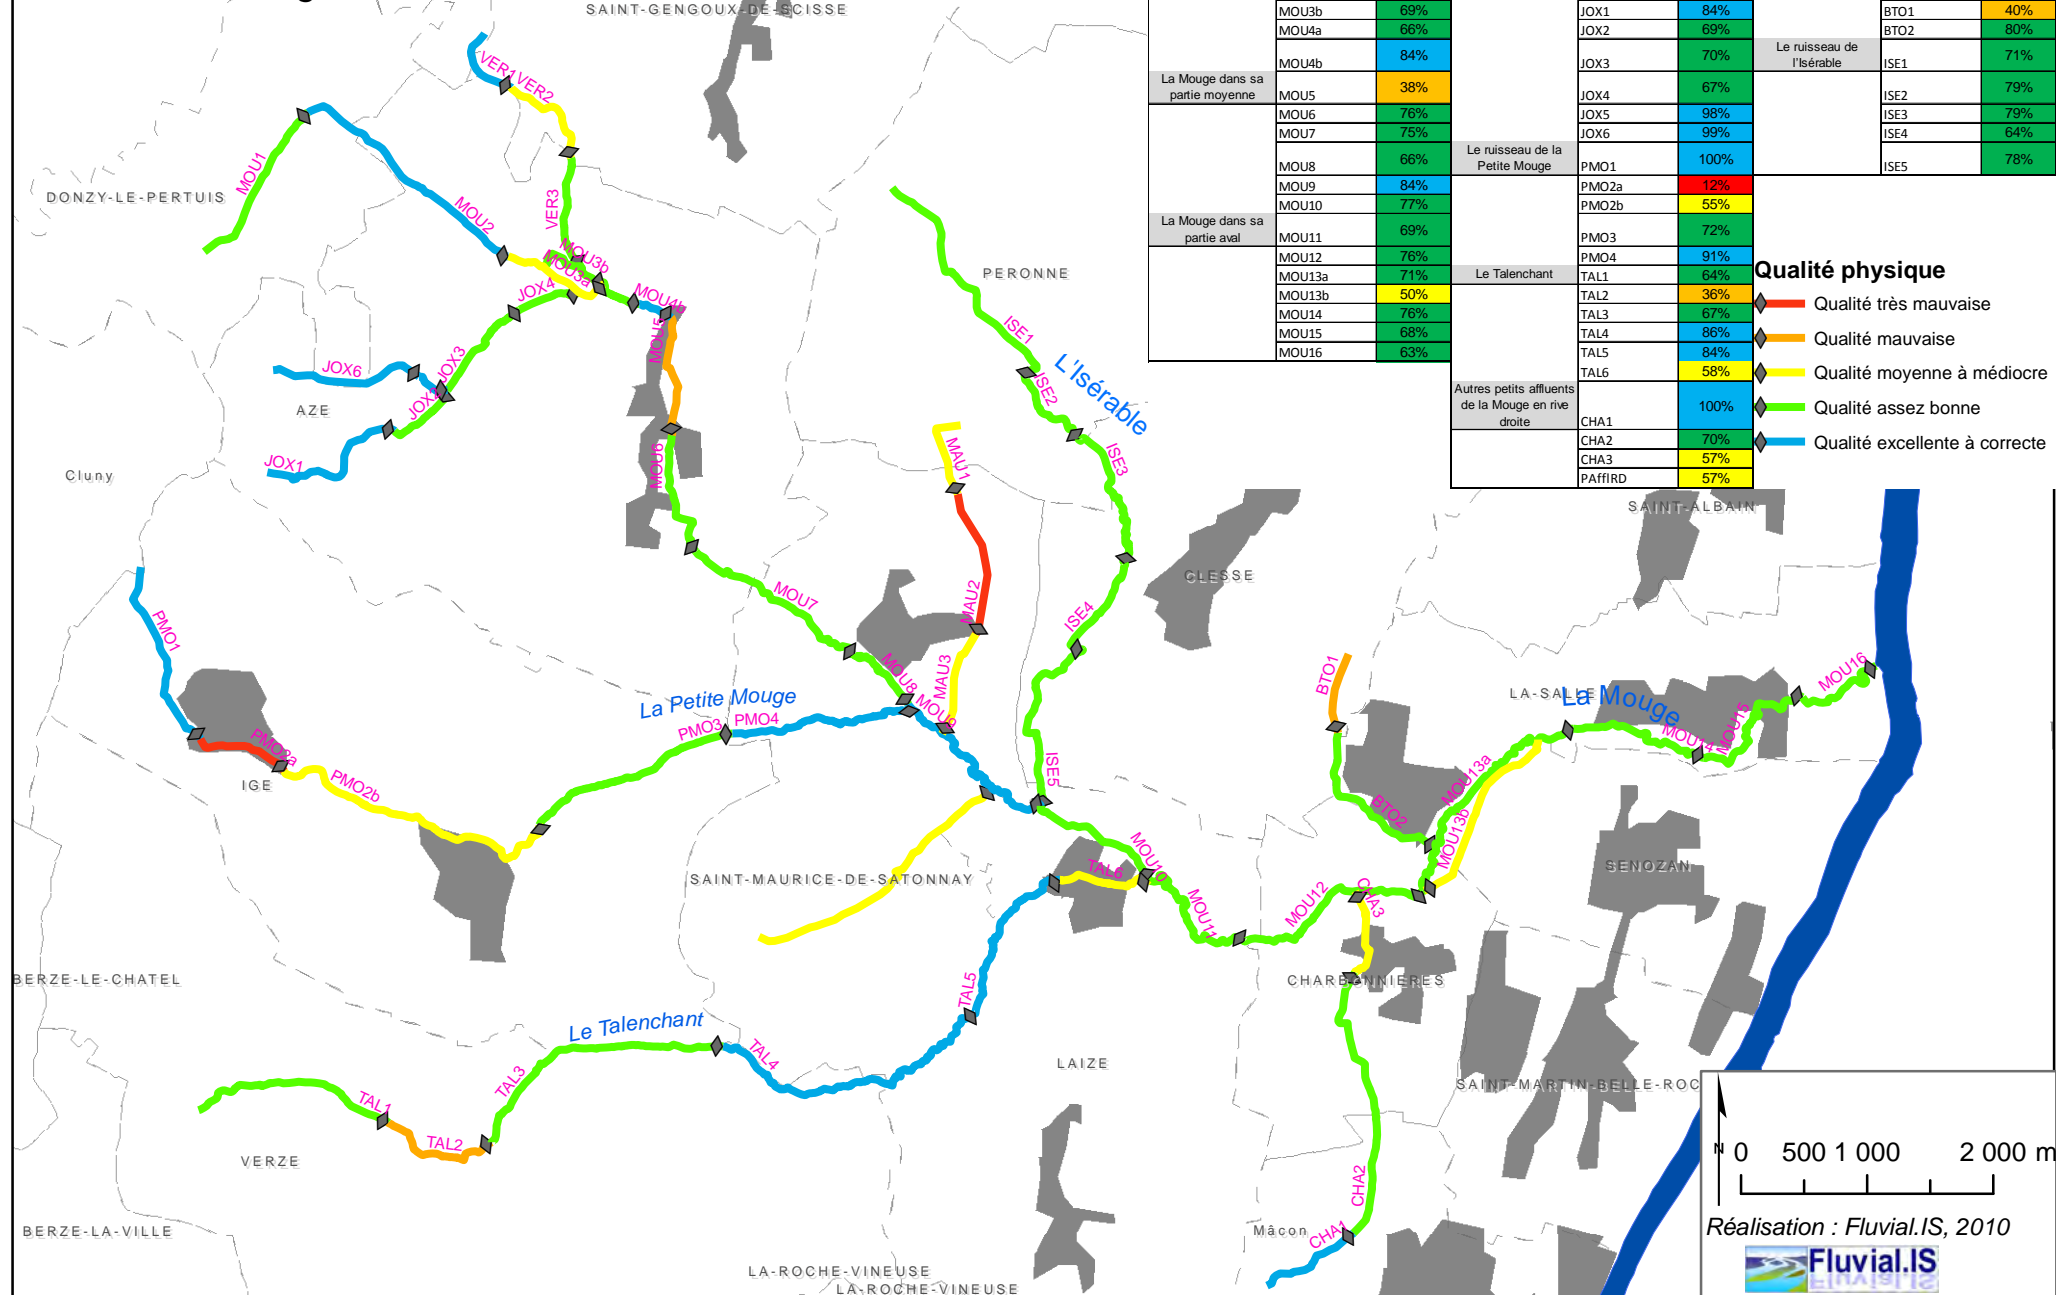 SAINT-GENGOUX-DE-SCISSE
MOU3b 69%
MOU4a 66%
MOU4b 84%
La Mouge dans sa partie moyenne
MOU5 38%
MOU6 76%
MOU7 75%
MOU8 66%
MOU9 84%
MOU10 77%
La Mouge dans sa partie aval
MOU11 69%
MOU12 76%
MOU13a 71%
MOU13b 50%
MOU14 76%
MOU15 68%
MOU16 63%
JOX1 84%
JOX2 69%
JOX3 70%
JOX4 67%
JOX5 98%
JOX6 99%
Le ruisseau de la Petite Mouge
PMO1 100%
PMO2a 12%
PMO2b 55%
PMO3 72%
PMO4 91%
Le Talenchant
TAL1 64%
TAL2 36%
TAL3 67%
TAL4 86%
TAL5 84%
TAL6 58%
Autres petits affluents de la Mouge en rive droite
CHA1 100%
CHA2 70%
CHA3 57%
PAffIRD 57%
BTO1 40%
BTO2 80%
Le ruisseau de l'Isérable
ISE1 71%
ISE2 79%
ISE3 79%
ISE4 64%
ISE5 78%
Qualité physique
Qualité très mauvaise
Qualité mauvaise
Qualité moyenne à médiocre
Qualité assez bonne
Qualité excellente à correcte
VER1
VER2
VER3
MOU1
DONZY-LE-PERTUIS
MOU2
MOU3b
MOU3a
JOX4
MOU4b
MOU5
PERONNE
ISE1
ISE2
L'Isérable
JOX6
JOX3
AZE
JOX2
JOX1
Cluny
MOU6
MAU1
ISE3
SAINT-ALBAIN
CLESSE
MOU7
MAU2
ISE4
PMO1
MOU8
MAU3
MOU9
BTO1
La Petite Mouge
PMO3
PMO4
LA-SALLE
La Mouge
MOU16
MOU15
MOU14
PMO2a
IGE
PMO2b
ISE5
MOU13a
BTO2
MOU13b
MOU10
TAL6
SAINT-MAURICE-DE-SATONNAY
SENOZAN
CHA3
MOU12
MOU11
BERZE-LE-CHATEL
CHARBONNIERES
TAL5
Le Talenchant
TAL4
TAL3
LAIZE
SAINT-MARTIN-BELLE-ROC
TAL1
TAL2
VERZE
CHA2
BERZE-LA-VILLE
Mâcon
CHA1
LA-ROCHE-VINEUSE
LA-ROCHE-VINEUSE
N
0 500 1 000 2 000 m
Réalisation : Fluvial.IS, 2010
Fluvial.IS